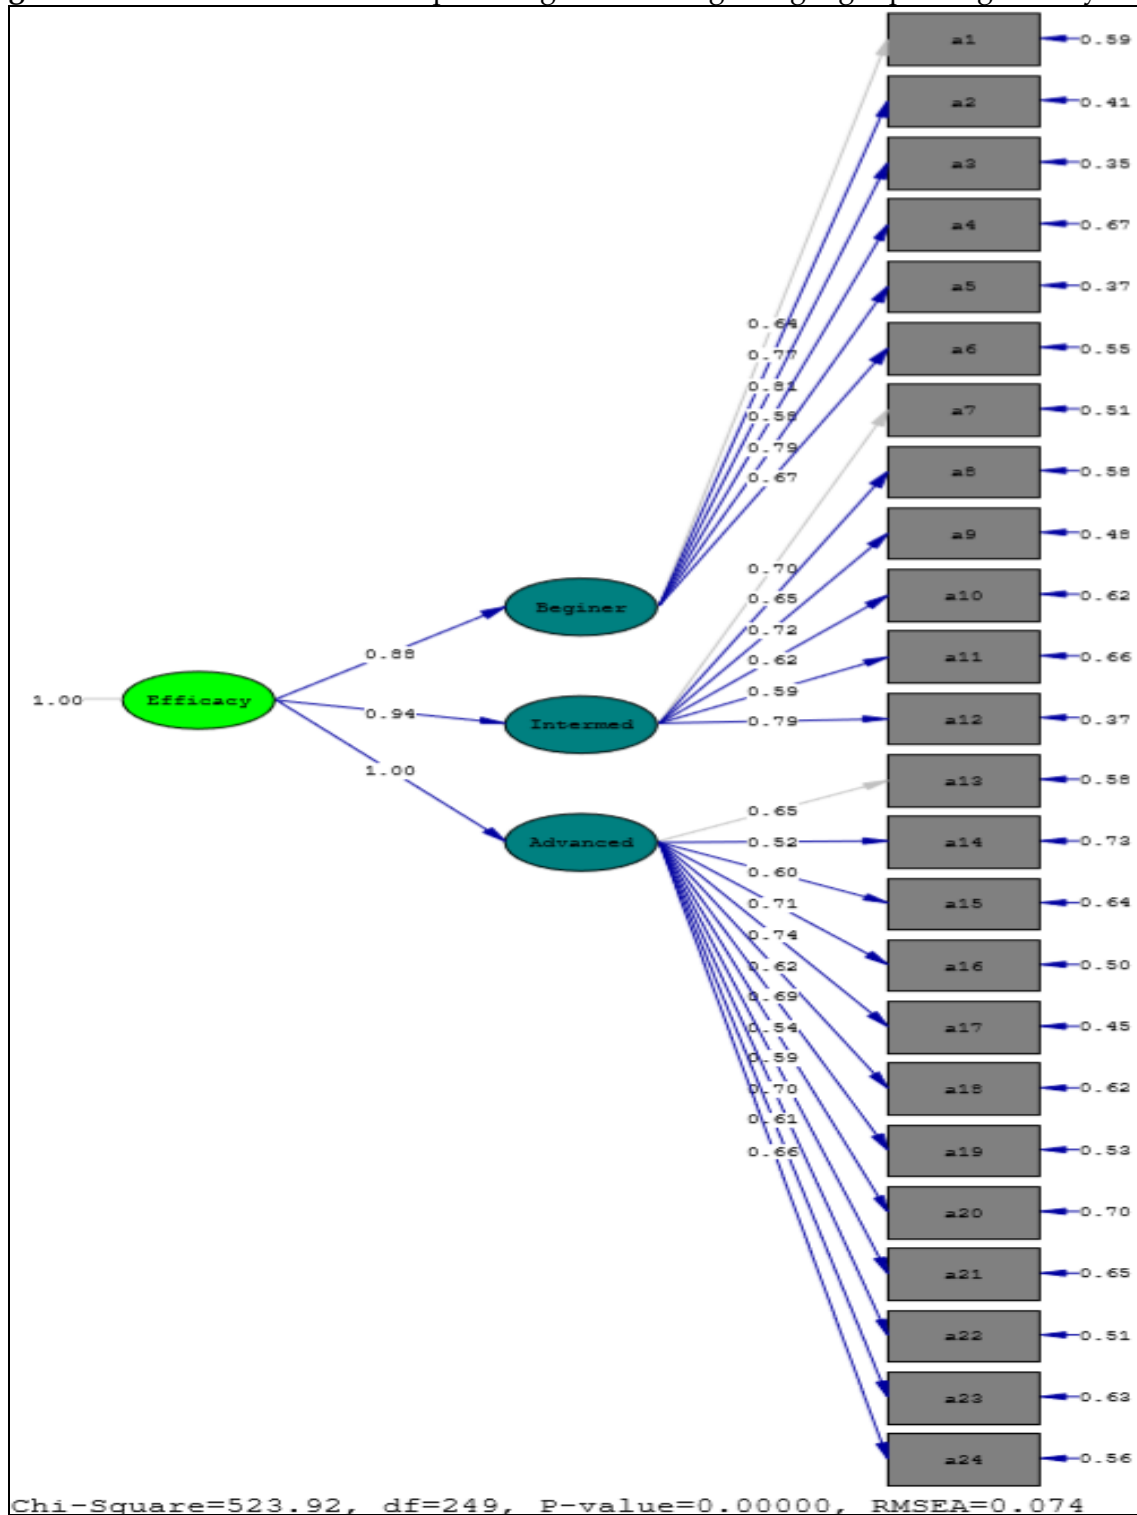 a1
0.59
a2
0.41
a3
0.35
a4
0.67
a5
0.37
a6
0.55
a7
0.51
a8
0.58
a9
0.48
a10
0.62
a11
0.66
a12
0.37
a13
0.58
a14
0.73
a15
0.64
a16
0.50
a17
0.45
a18
0.62
a19
0.53
a20
0.70
a21
0.65
a22
0.51
a23
0.63
a24
0.56
0.64
0.77
0.81
0.58
0.79
0.67
0.70
0.65
0.72
0.62
0.59
0.79
0.65
0.52
0.60
0.71
0.74
0.62
0.69
0.54
0.59
0.70
0.61
0.66
Beginer
Intermed
Advanced
0.88
0.94
1.00
1.00
Efficacy
Chi-Square=523.92, df=249, P-value=0.00000, RMSEA=0.074